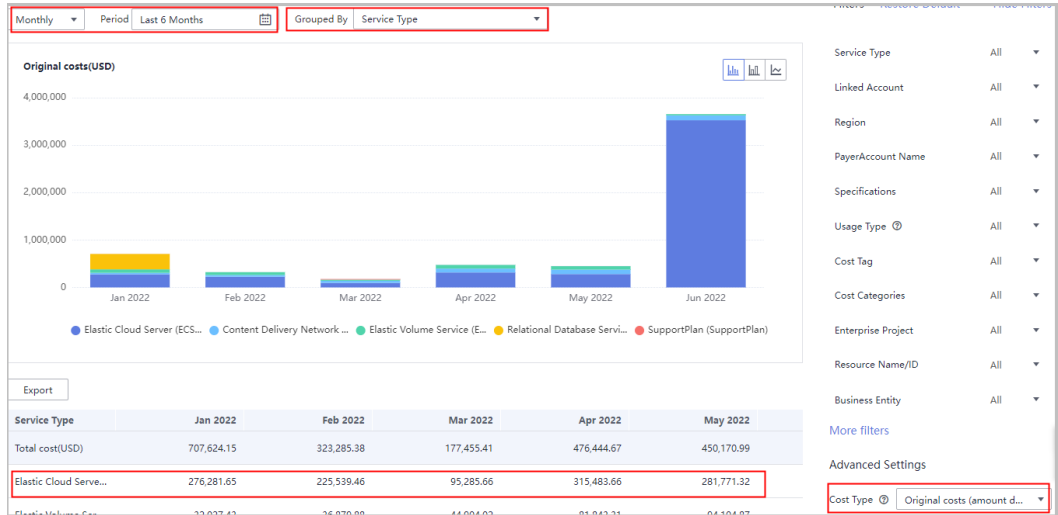 Filters Restore Default Hide Filters
Monthly Period Last 6 Months Grouped By Service Type
Original costs(USD)
4,000,000
3,000,000
2,000,000
1,000,000
0
Jan 2022 Feb 2022 Mar 2022 Apr 2022 May 2022 Jun 2022
Elastic Cloud Server (ECS... Content Delivery Network ... Elastic Volume Service (E... Relational Database Servi... SupportPlan (SupportPlan)
Export
Service Type Jan 2022 Feb 2022 Mar 2022 Apr 2022 May 2022
Total cost(USD) 707,624.15 323,285.38 177,455.41 476,444.67 450,170.99
Elastic Cloud Serve... 276,281.65 225,539.46 95,285.66 315,483.66 281,771.32
Elastic Volume Ser...
Service Type All
Linked Account All
Region All
PayerAccount Name All
Specifications All
Usage Type All
Cost Tag All
Cost Categories All
Enterprise Project All
Resource Name/ID All
Business Entity All
More filters
Advanced Settings
Cost Type Original costs (amount d...